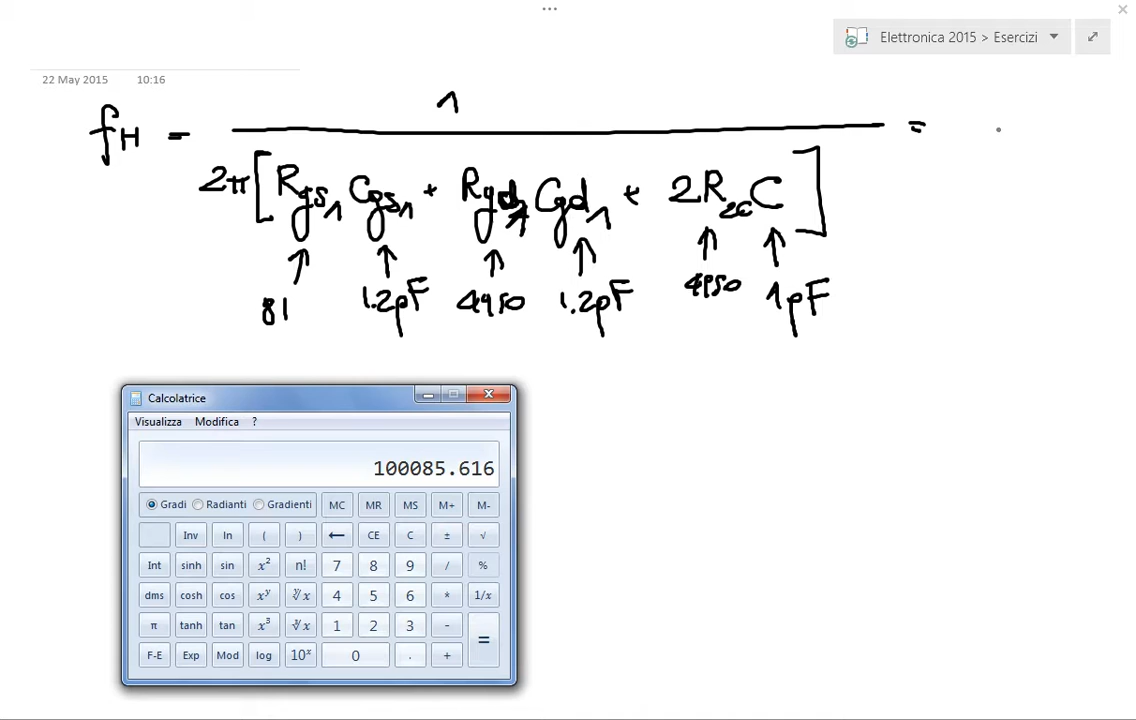 Elettronica 2015 > Esercizi
22 May 2015 10:16
1
fH = =
2π[Rgs1 Cgs1 + Rgd1 Cgd1 + 2R2C C]
81 1.2pF 4950 1.2pF 4950 1pF
Calcolatrice
Visualizza Modifica ?
100085.616
Gradi Radianti Gradienti MC MR MS M+ M-
Inv ln ( ) ← CE C ± √
Int sinh sin x² n! 7 8 9 / %
dms cosh cos xʸ ʸ√x 4 5 6 * 1/x
π tanh tan x³ ³√x 1 2 3 - =
F-E Exp Mod log 10ˣ 0 . +